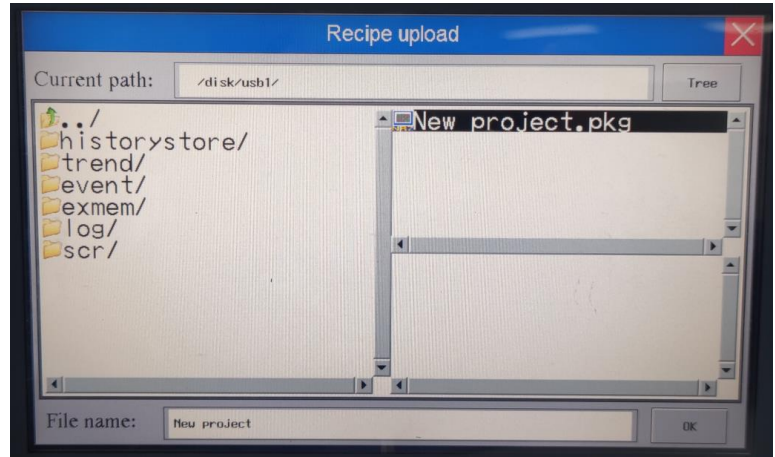 Recipe upload
Current path:
/disk/usb1/
Tree
../
historystore/
trend/
event/
exmem/
log/
scr/
New project.pkg
File name:
New project
OK